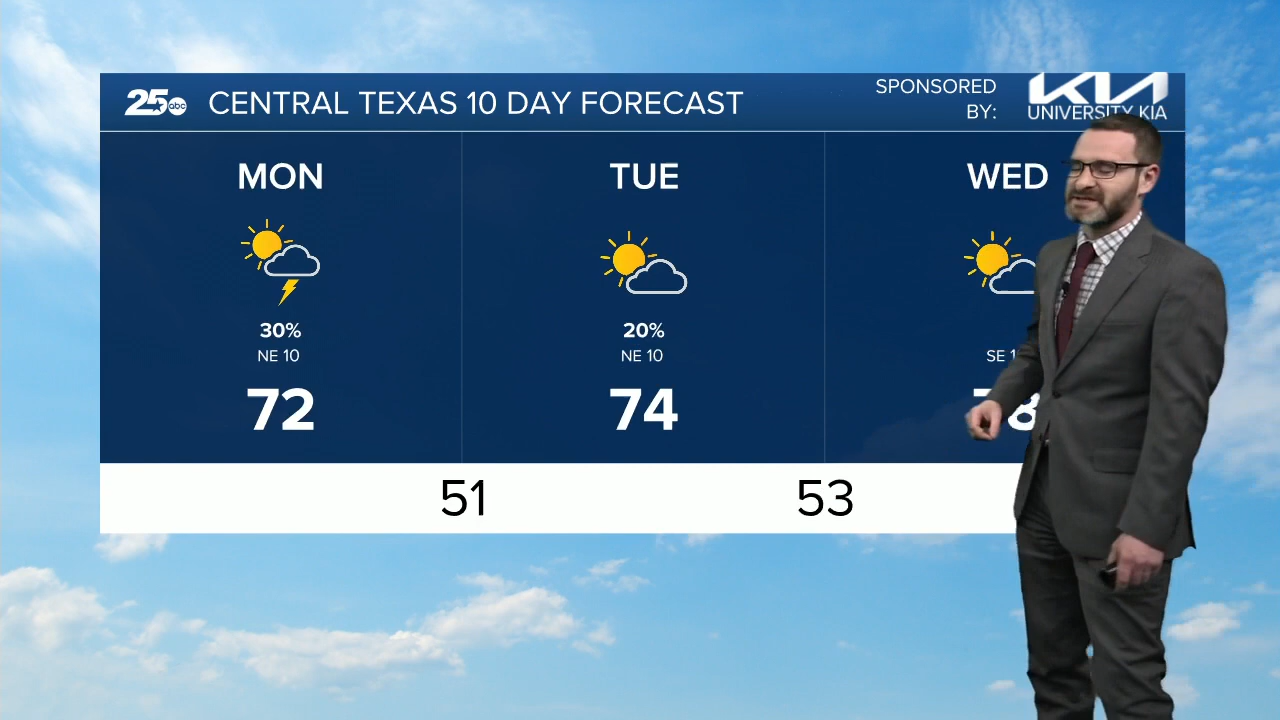 25 abc
CENTRAL TEXAS 10 DAY FORECAST
SPONSORED
BY:
KIA
UNIVERSITY KIA
MON
TUE
WED
30%
20%
NE 10
NE 10
SE
72
74
51
53